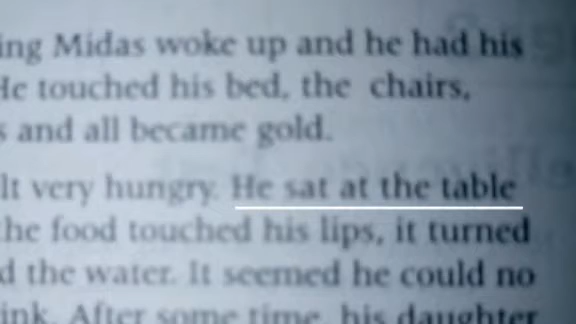 ing Midas woke up and he had his
He touched his bed, the chairs,
s and all became gold.
lt very hungry. He sat at the table
the food touched his lips, it turned
d the water. It seemed he could no
ink. After some time, his daughter